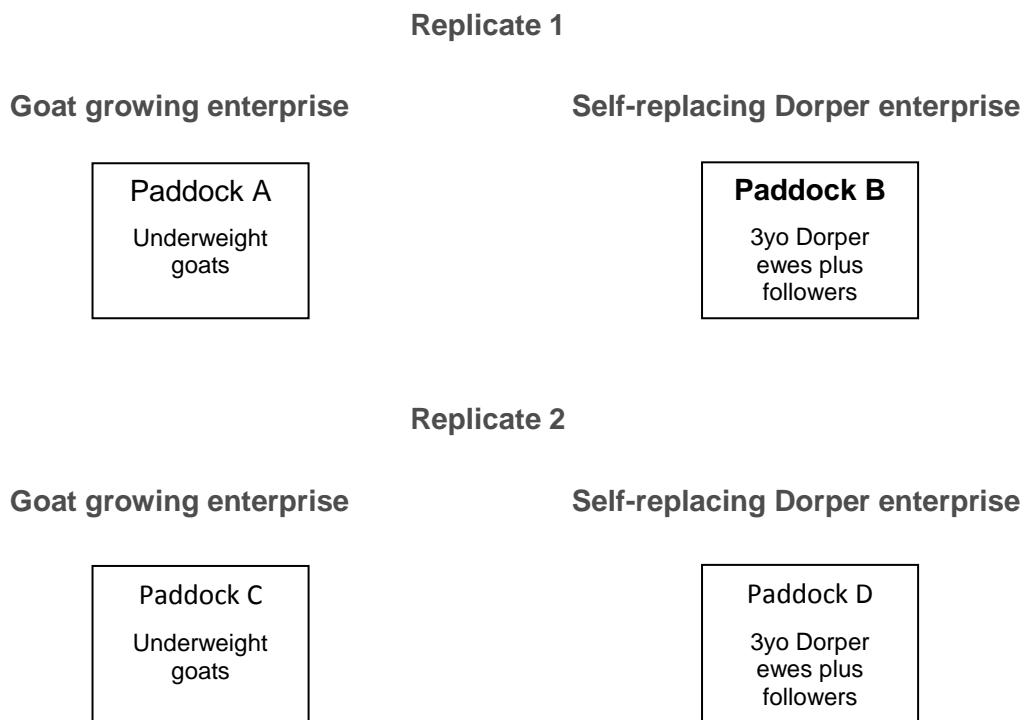 Replicate 1
Goat growing enterprise
Self-replacing Dorper enterprise
Paddock A
Underweight
goats
Paddock B
3yo Dorper
ewes plus
followers
Replicate 2
Goat growing enterprise
Self-replacing Dorper enterprise
Paddock C
Underweight
goats
Paddock D
3yo Dorper
ewes plus
followers